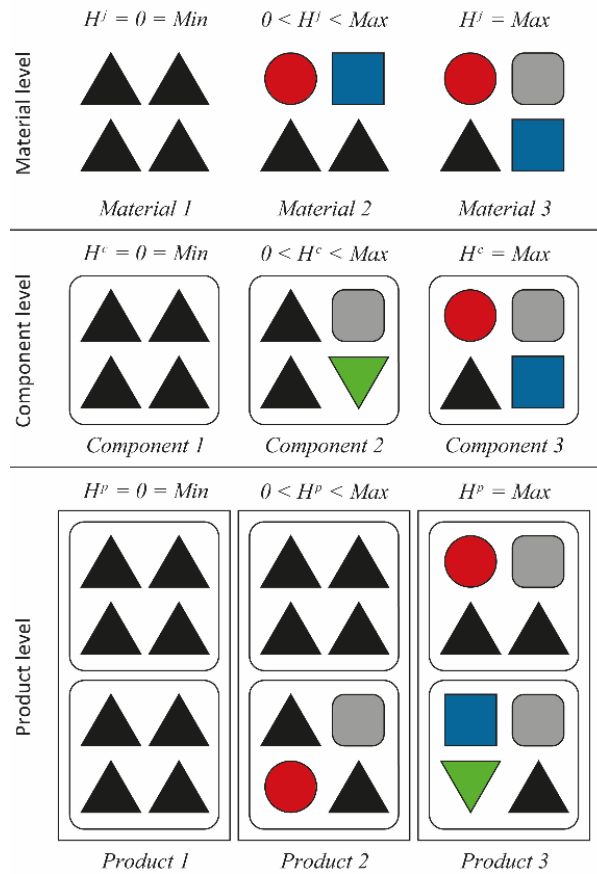 H^j = 0 = Min 0 < H^j < Max H^j = Max
Material level
Material 1 Material 2 Material 3
H^c = 0 = Min 0 < H^c < Max H^c = Max
Component level
Component 1 Component 2 Component 3
H^p = 0 = Min 0 < H^p < Max H^p = Max
Product level
Product 1 Product 2 Product 3